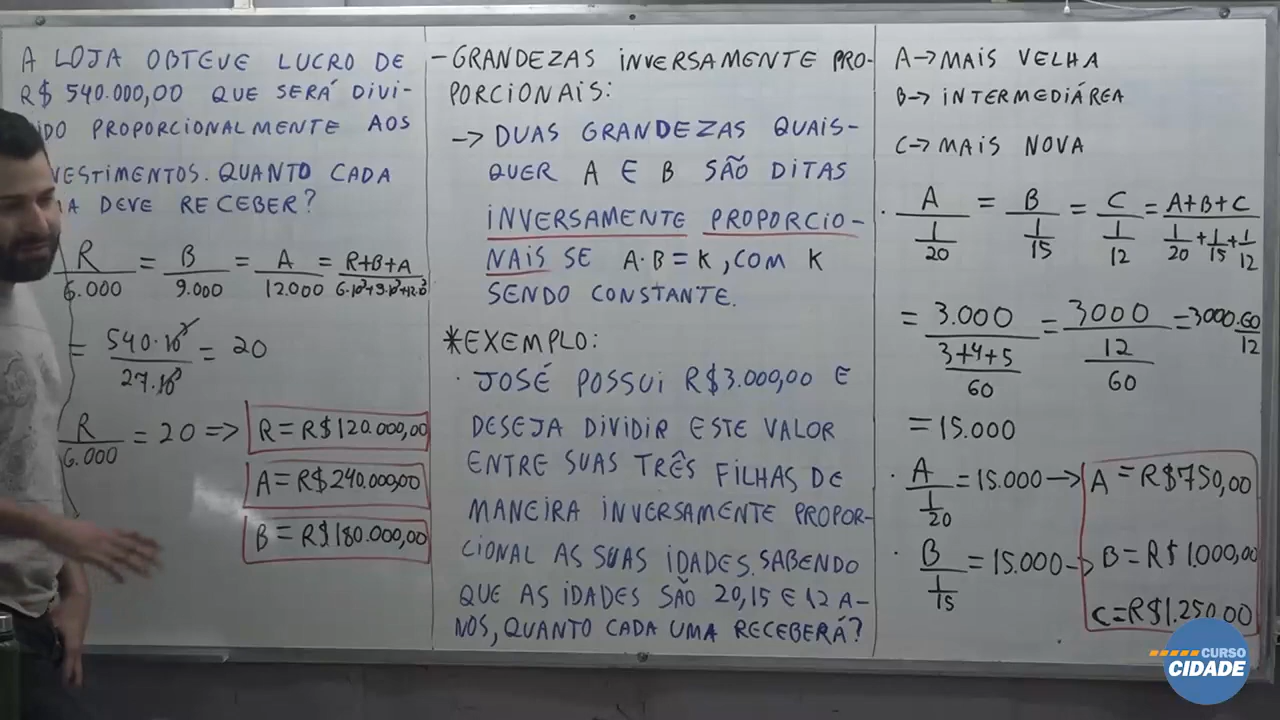 A LOJA OBTEVE LUCRO DE
R$ 540.000,00 QUE SERÁ DIVI-
IDO PROPORCIONALMENTE AOS
VESTIMENTOS. QUANTO CADA
A DEVE RECEBER?
R/6.000 = B/9.000 = A/12.000 = R+B+A/6·10³+9·10³+12·10³
= 540·10³/27·10³ = 20
R/6.000 = 20 => R = R$120.000,00
A = R$240.000,00
B = R$180.000,00
- GRANDEZAS INVERSAMENTE PRO-
PORCIONAIS:
-> DUAS GRANDEZAS QUAIS-
QUER A E B SÃO DITAS
INVERSAMENTE PROPORCIO-
NAIS SE A·B = K, COM K
SENDO CONSTANTE.
*EXEMPLO:
· JOSÉ POSSUI R$3.000,00 E
DESEJA DIVIDIR ESTE VALOR
ENTRE SUAS TRÊS FILHAS DE
MANEIRA INVERSAMENTE PROPOR-
CIONAL AS SUAS IDADES. SABENDO
QUE AS IDADES SÃO 20, 15 E 12 A-
NOS, QUANTO CADA UMA RECEBERÁ?
A -> MAIS VELHA
B -> INTERMEDIÁREA
C -> MAIS NOVA
· A/(1/20) = B/(1/15) = C/(1/12) = A+B+C/(1/20+1/15+1/12)
= 3.000/(3+4+5/60) = 3000/(12/60) = 3000·60/12
= 15.000
· A/(1/20) = 15.000 -> A = R$750,00
· B/(1/15) = 15.000 -> B = R$1.000,00
C = R$1.250,00
CURSO
CIDADE